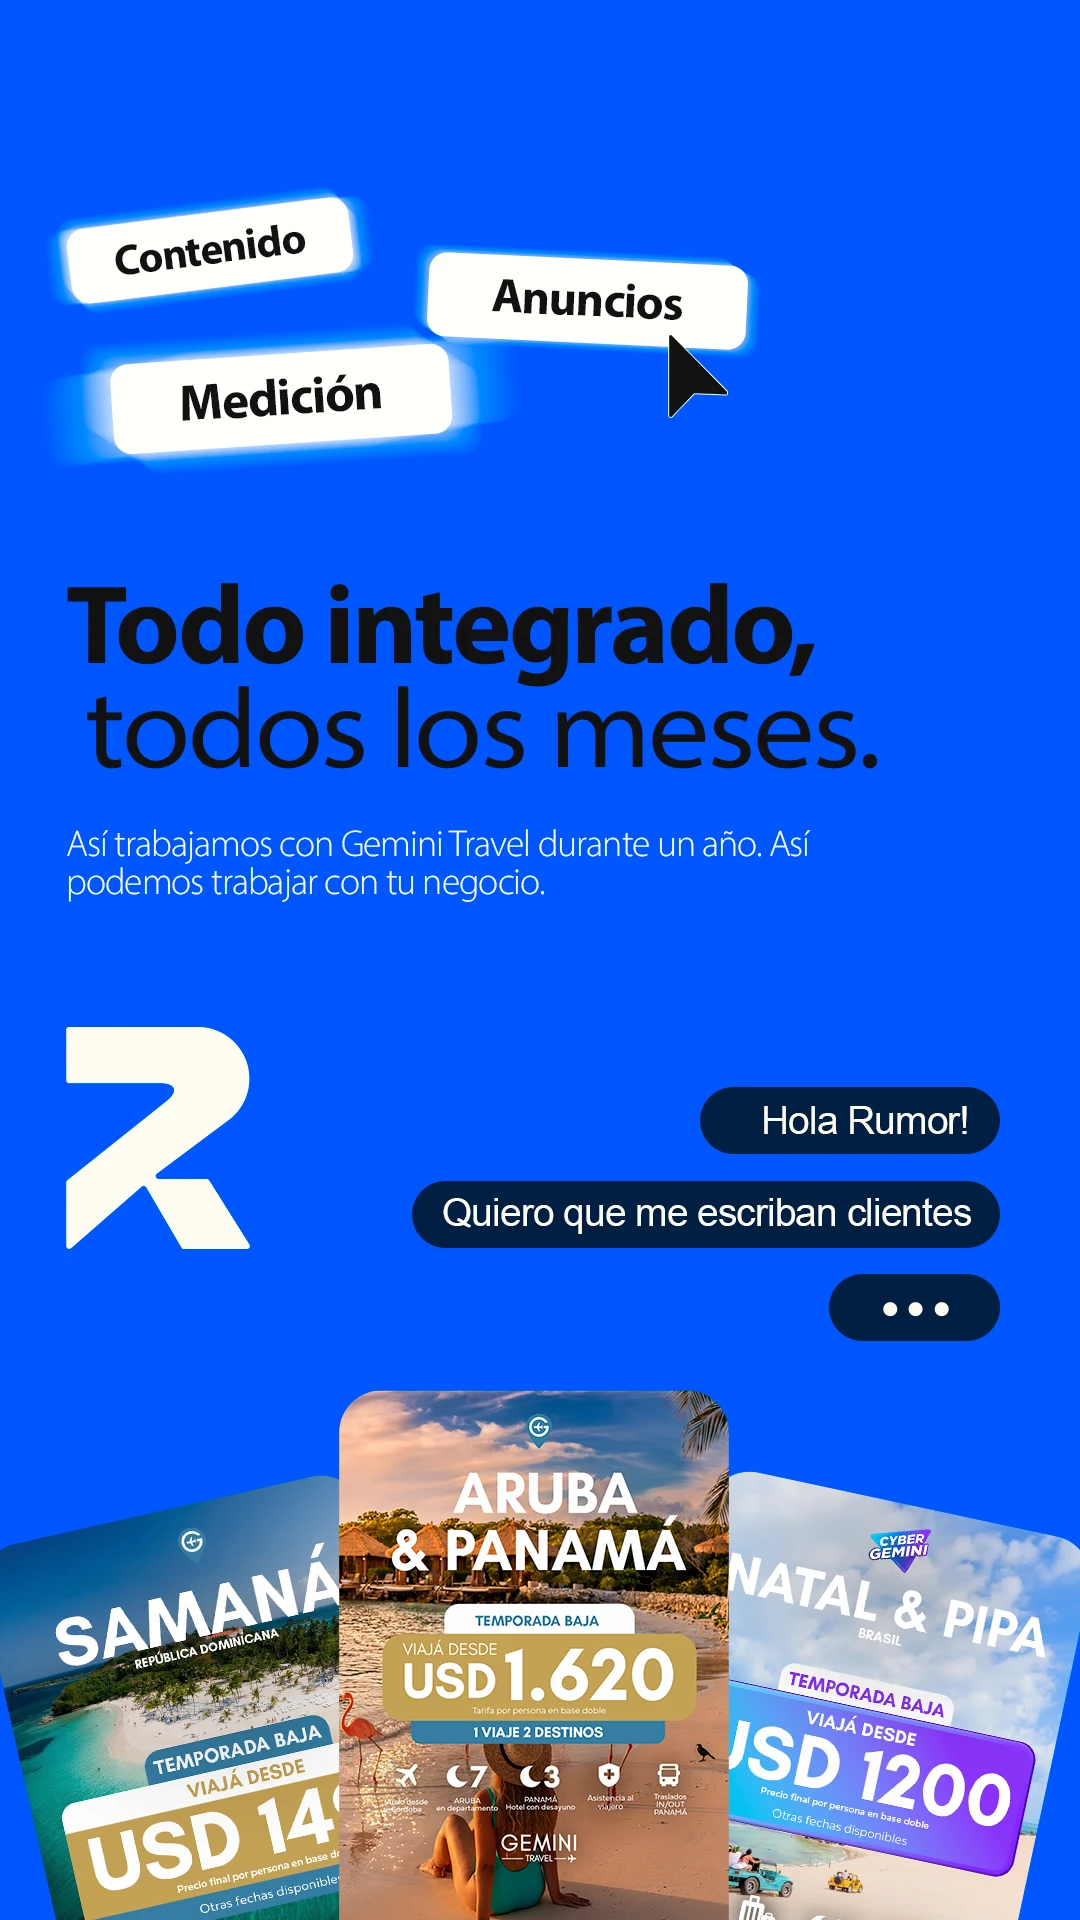 Contenido
Anuncios
Medición
Todo integrado,
todos los meses.
Así trabajamos con Gemini Travel durante un año. Así
podemos trabajar con tu negocio.
R
Hola Rumor!
Quiero que me escriban clientes
SAMANÁ
REPÚBLICA DOMINICANA
TEMPORADA BAJA
VIAJÁ DESDE
USD 14
Precio final por persona en base
Otras fechas disponibles
ARUBA
& PANAMÁ
TEMPORADA BAJA
VIAJÁ DESDE
USD 1.620
Tarifa por persona en base doble
1 VIAJE 2 DESTINOS
7
ARUBA
en departamento
3
PANAMÁ
Hotel con desayuno
Asistencia al
viajero
Traslados
IN/OUT
PANAMÁ
GEMINI
TRAVEL
CYBER
GEMINI
NATAL & PIPA
BRASIL
TEMPORADA BAJA
VIAJÁ DESDE
USD 1200
Precio final por persona en base doble
Otras fechas disponibles